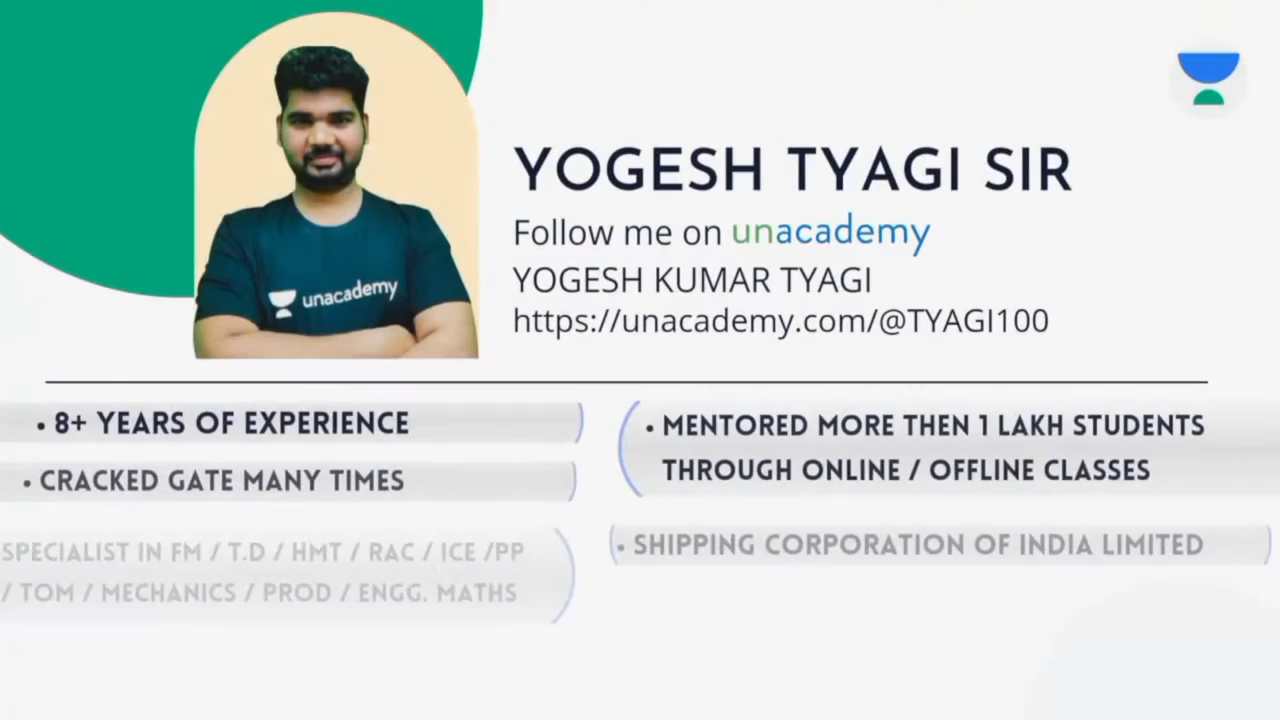 YOGESH TYAGI SIR
Follow me on unacademy
YOGESH KUMAR TYAGI
https://unacademy.com/@TYAGI100
unacademy
• 8+ YEARS OF EXPERIENCE
• CRACKED GATE MANY TIMES
SPECIALIST IN FM / T.D / HMT / RAC / ICE /PP
/ TOM / MECHANICS / PROD / ENGG. MATHS
• MENTORED MORE THEN 1 LAKH STUDENTS
THROUGH ONLINE / OFFLINE CLASSES
• SHIPPING CORPORATION OF INDIA LIMITED